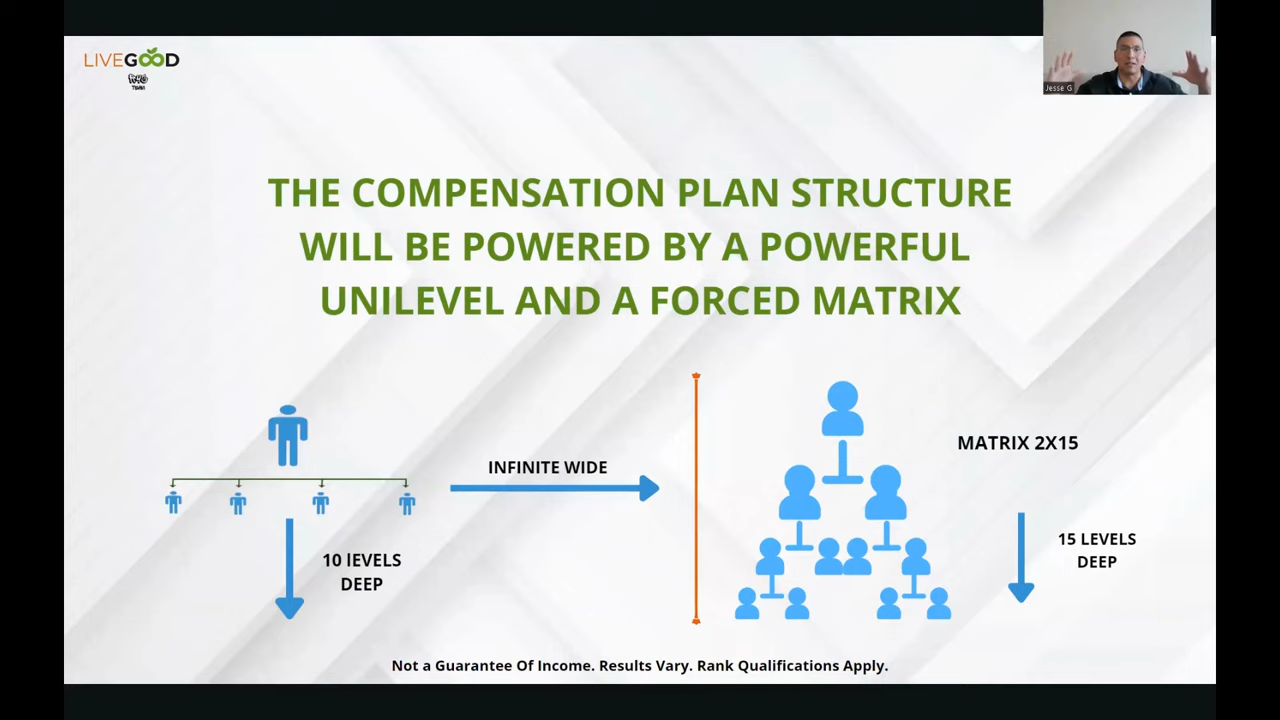 LIVEGOOD
TEAM
Jesse G
THE COMPENSATION PLAN STRUCTURE
WILL BE POWERED BY A POWERFUL
UNILEVEL AND A FORCED MATRIX
INFINITE WIDE
10 lEVELS
DEEP
MATRIX 2X15
15 LEVELS
DEEP
Not a Guarantee Of Income. Results Vary. Rank Qualifications Apply.